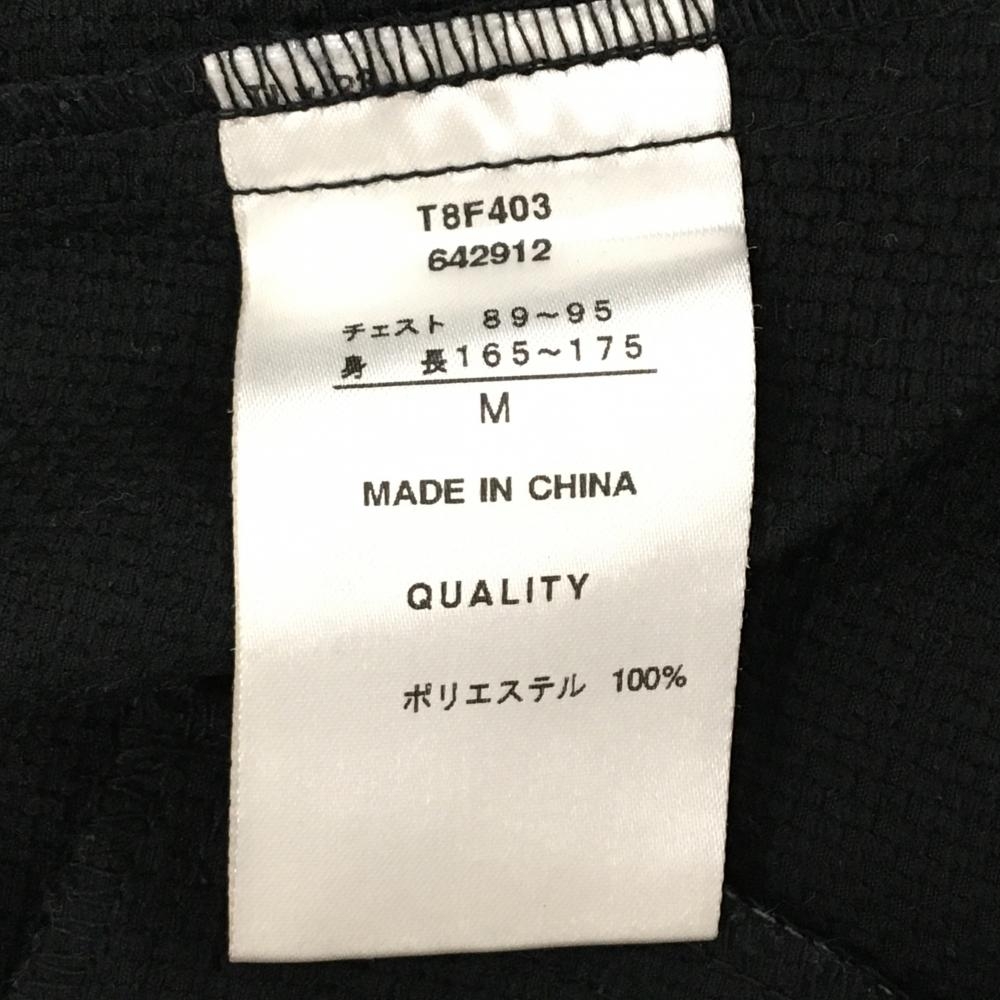 T8F403
642912
チェスト 89～95
身 長165～175
M
MADE IN CHINA
QUALITY
ポリエステル 100%